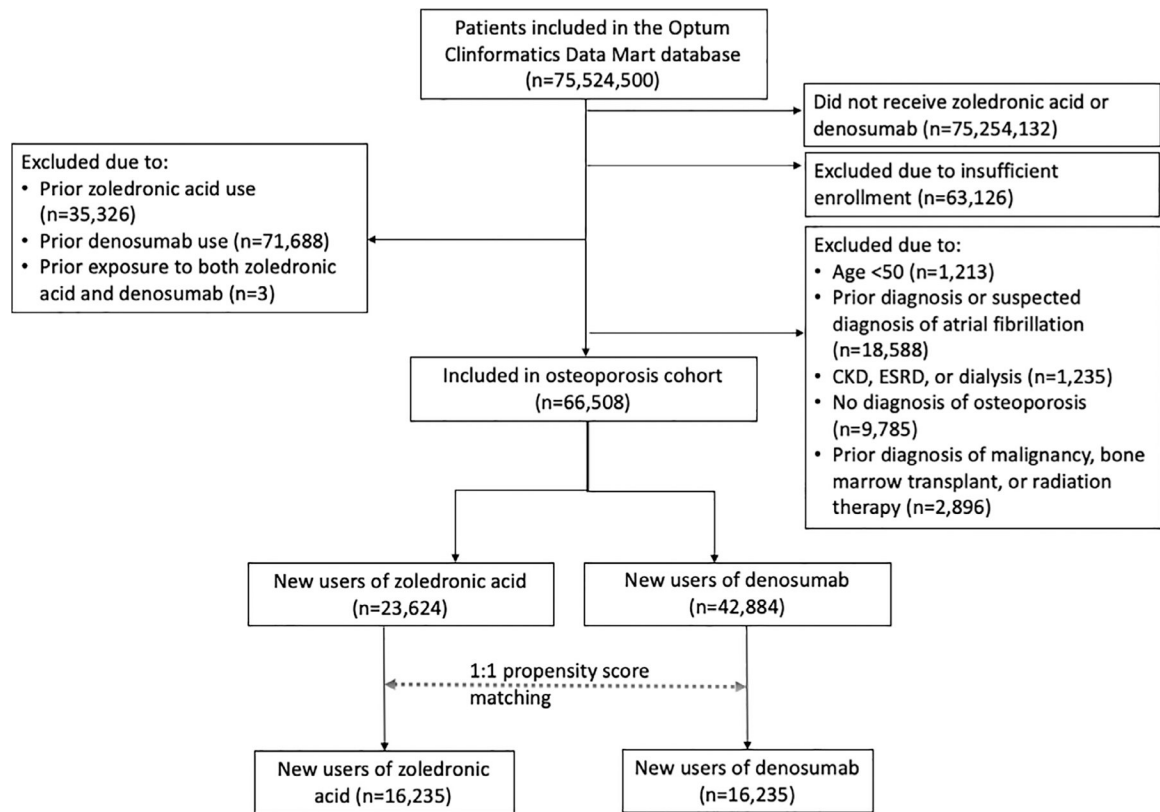 Patients included in the Optum
Clinformatics Data Mart database
(n=75,524,500)
Did not receive zoledronic acid or
denosumab (n=75,254,132)
Excluded due to insufficient
enrollment (n=63,126)
Excluded due to:
• Prior zoledronic acid use
(n=35,326)
• Prior denosumab use (n=71,688)
• Prior exposure to both zoledronic
acid and denosumab (n=3)
Excluded due to:
• Age <50 (n=1,213)
• Prior diagnosis or suspected
diagnosis of atrial fibrillation
(n=18,588)
• CKD, ESRD, or dialysis (n=1,235)
• No diagnosis of osteoporosis
(n=9,785)
• Prior diagnosis of malignancy, bone
marrow transplant, or radiation
therapy (n=2,896)
Included in osteoporosis cohort
(n=66,508)
New users of zoledronic acid
(n=23,624)
New users of denosumab
(n=42,884)
1:1 propensity score
matching
New users of zoledronic
acid (n=16,235)
New users of denosumab
(n=16,235)